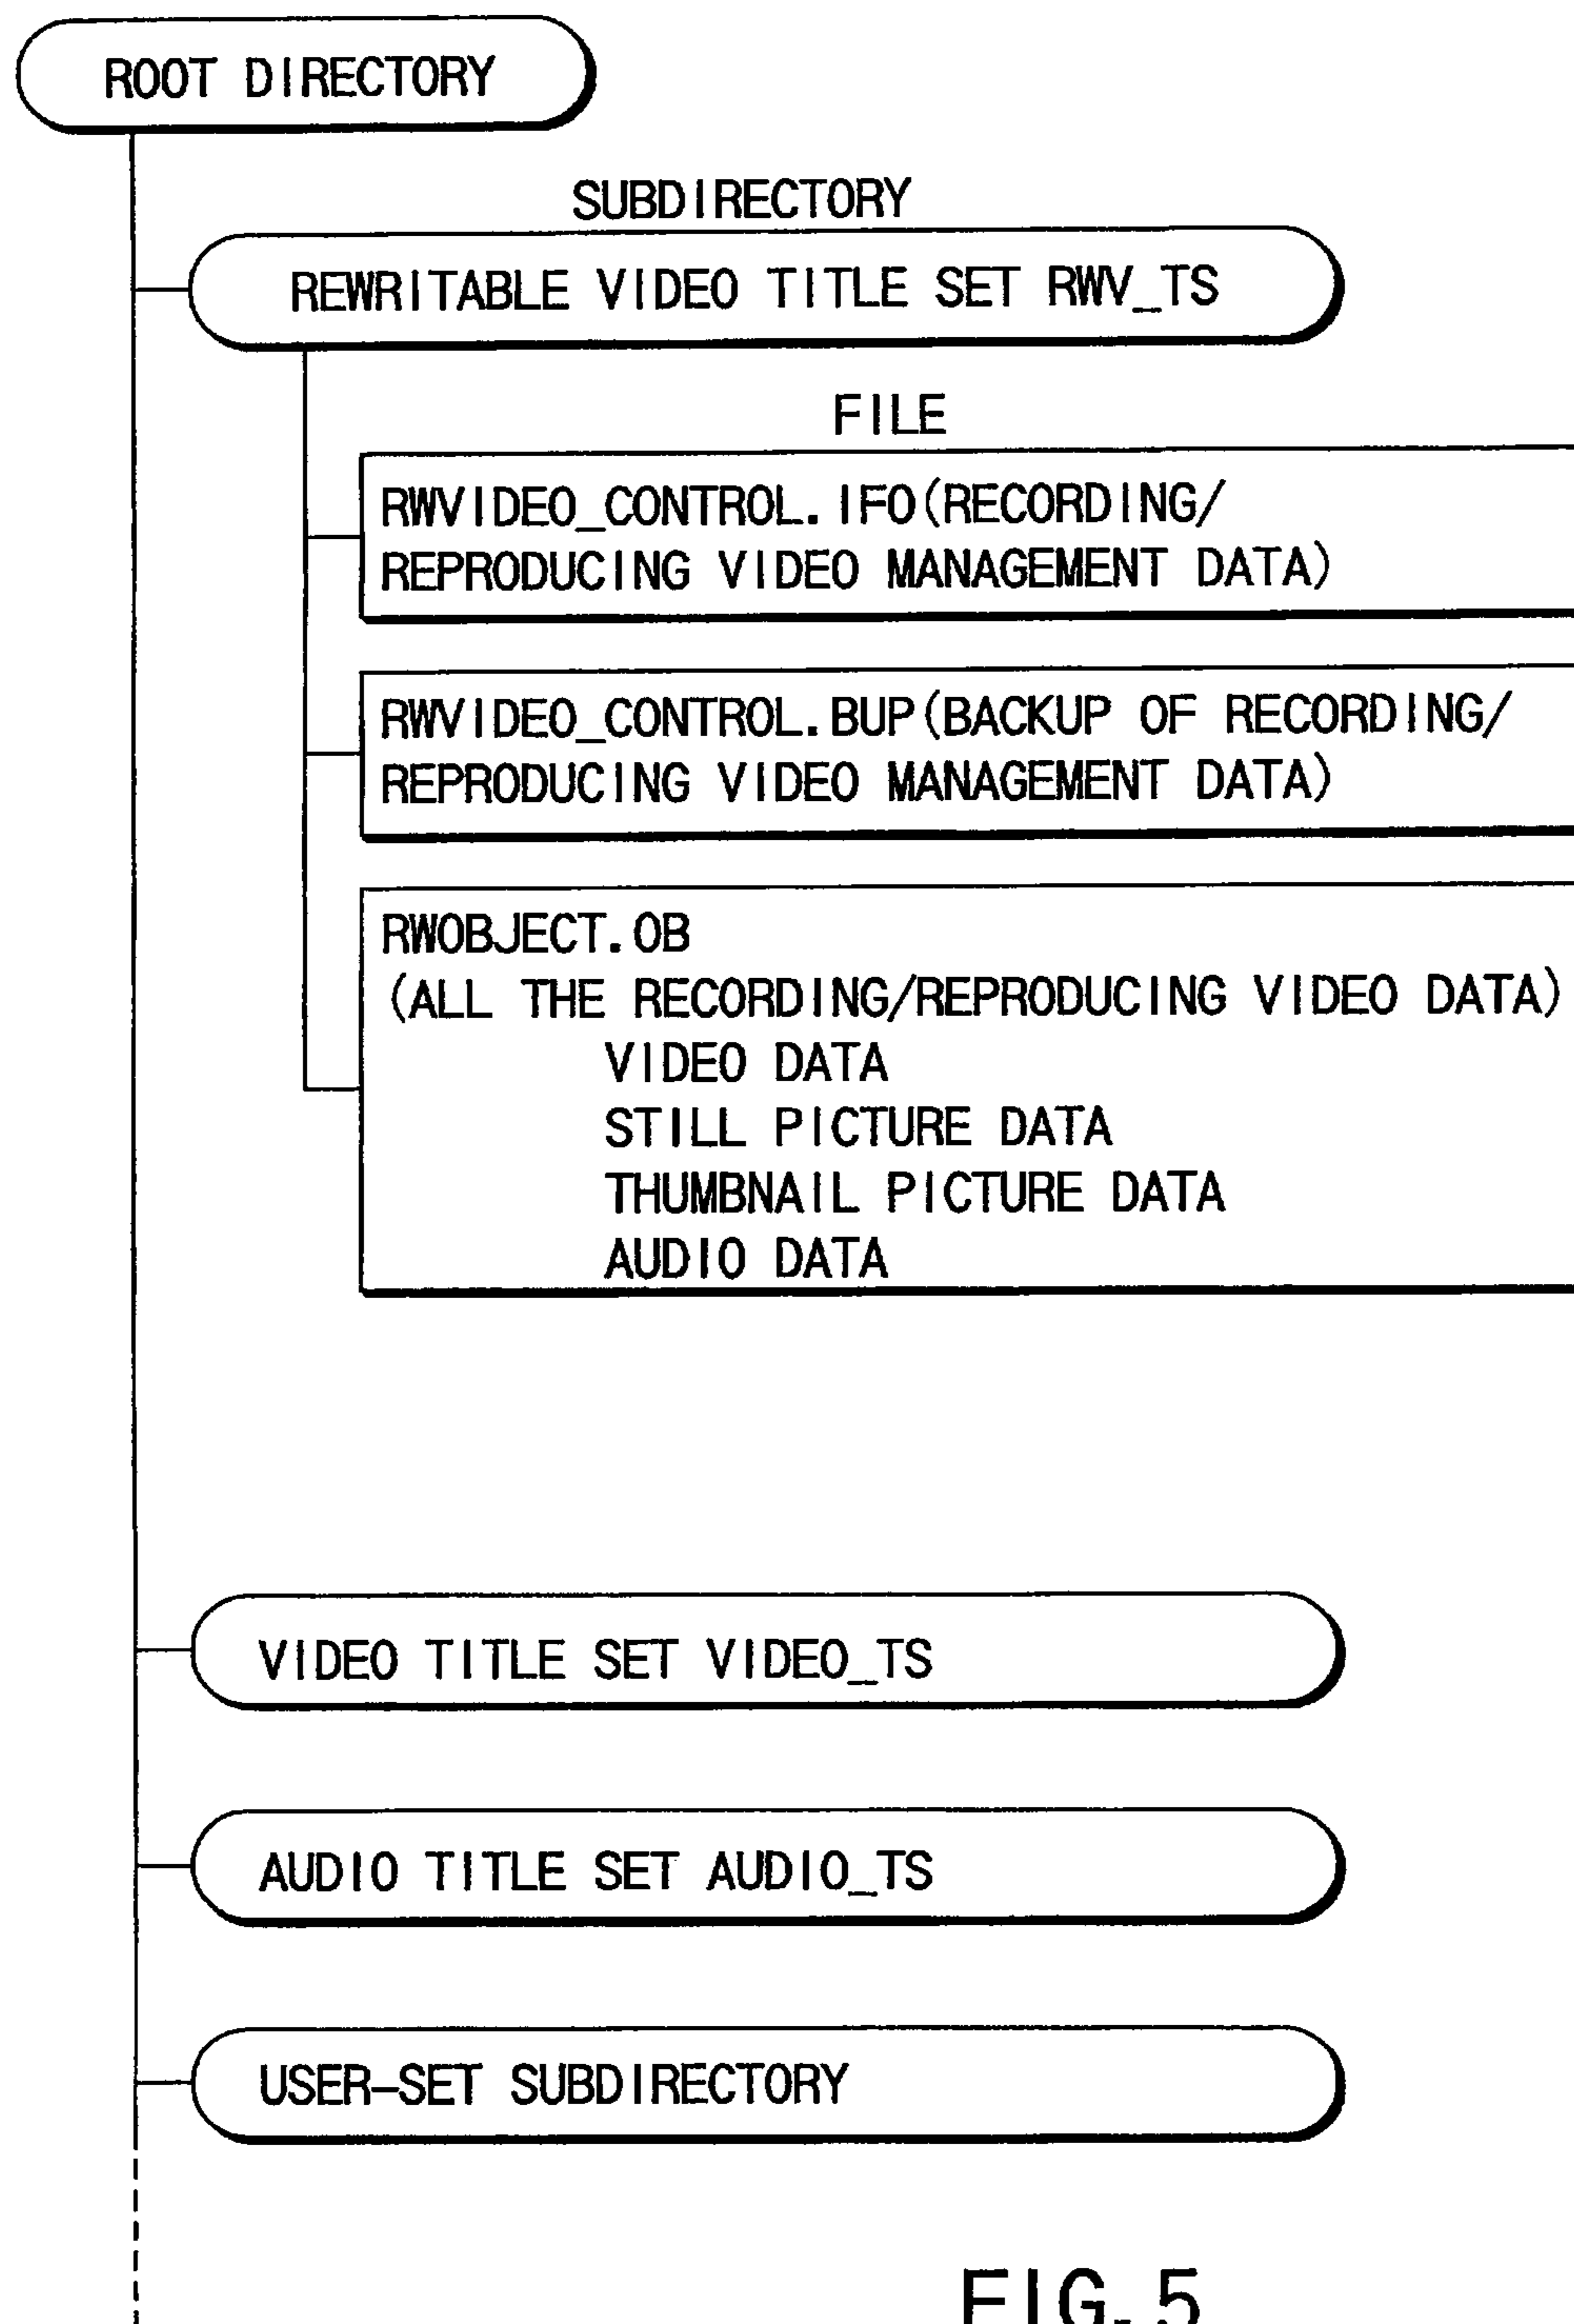 ROOT DIRECTORY
SUBDIRECTORY
REWRITABLE VIDEO TITLE SET RWV_TS
FILE
RWVIDEO_CONTROL.IFO(RECORDING/
REPRODUCING VIDEO MANAGEMENT DATA)
RWVIDEO_CONTROL.BUP(BACKUP OF RECORDING/
REPRODUCING VIDEO MANAGEMENT DATA)
RWOBJECT.OB
(ALL THE RECORDING/REPRODUCING VIDEO DATA)
VIDEO DATA
STILL PICTURE DATA
THUMBNAIL PICTURE DATA
AUDIO DATA
VIDEO TITLE SET VIDEO_TS
AUDIO TITLE SET AUDIO_TS
USER-SET SUBDIRECTORY
FIG.5